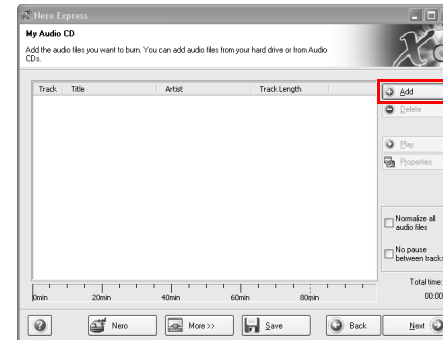 Nero Express
My Audio CD
Add the audio files you want to burn. You can add audio files from your hard drive or from Audio
CDs.
Track Title Artist Track Length
Add
Delete
Play
Properties
Normalize all
audio files
No pause
between tracks
Total time:
0min 20min 40min 60min 80min 00:00
Nero More >> Save Back Next